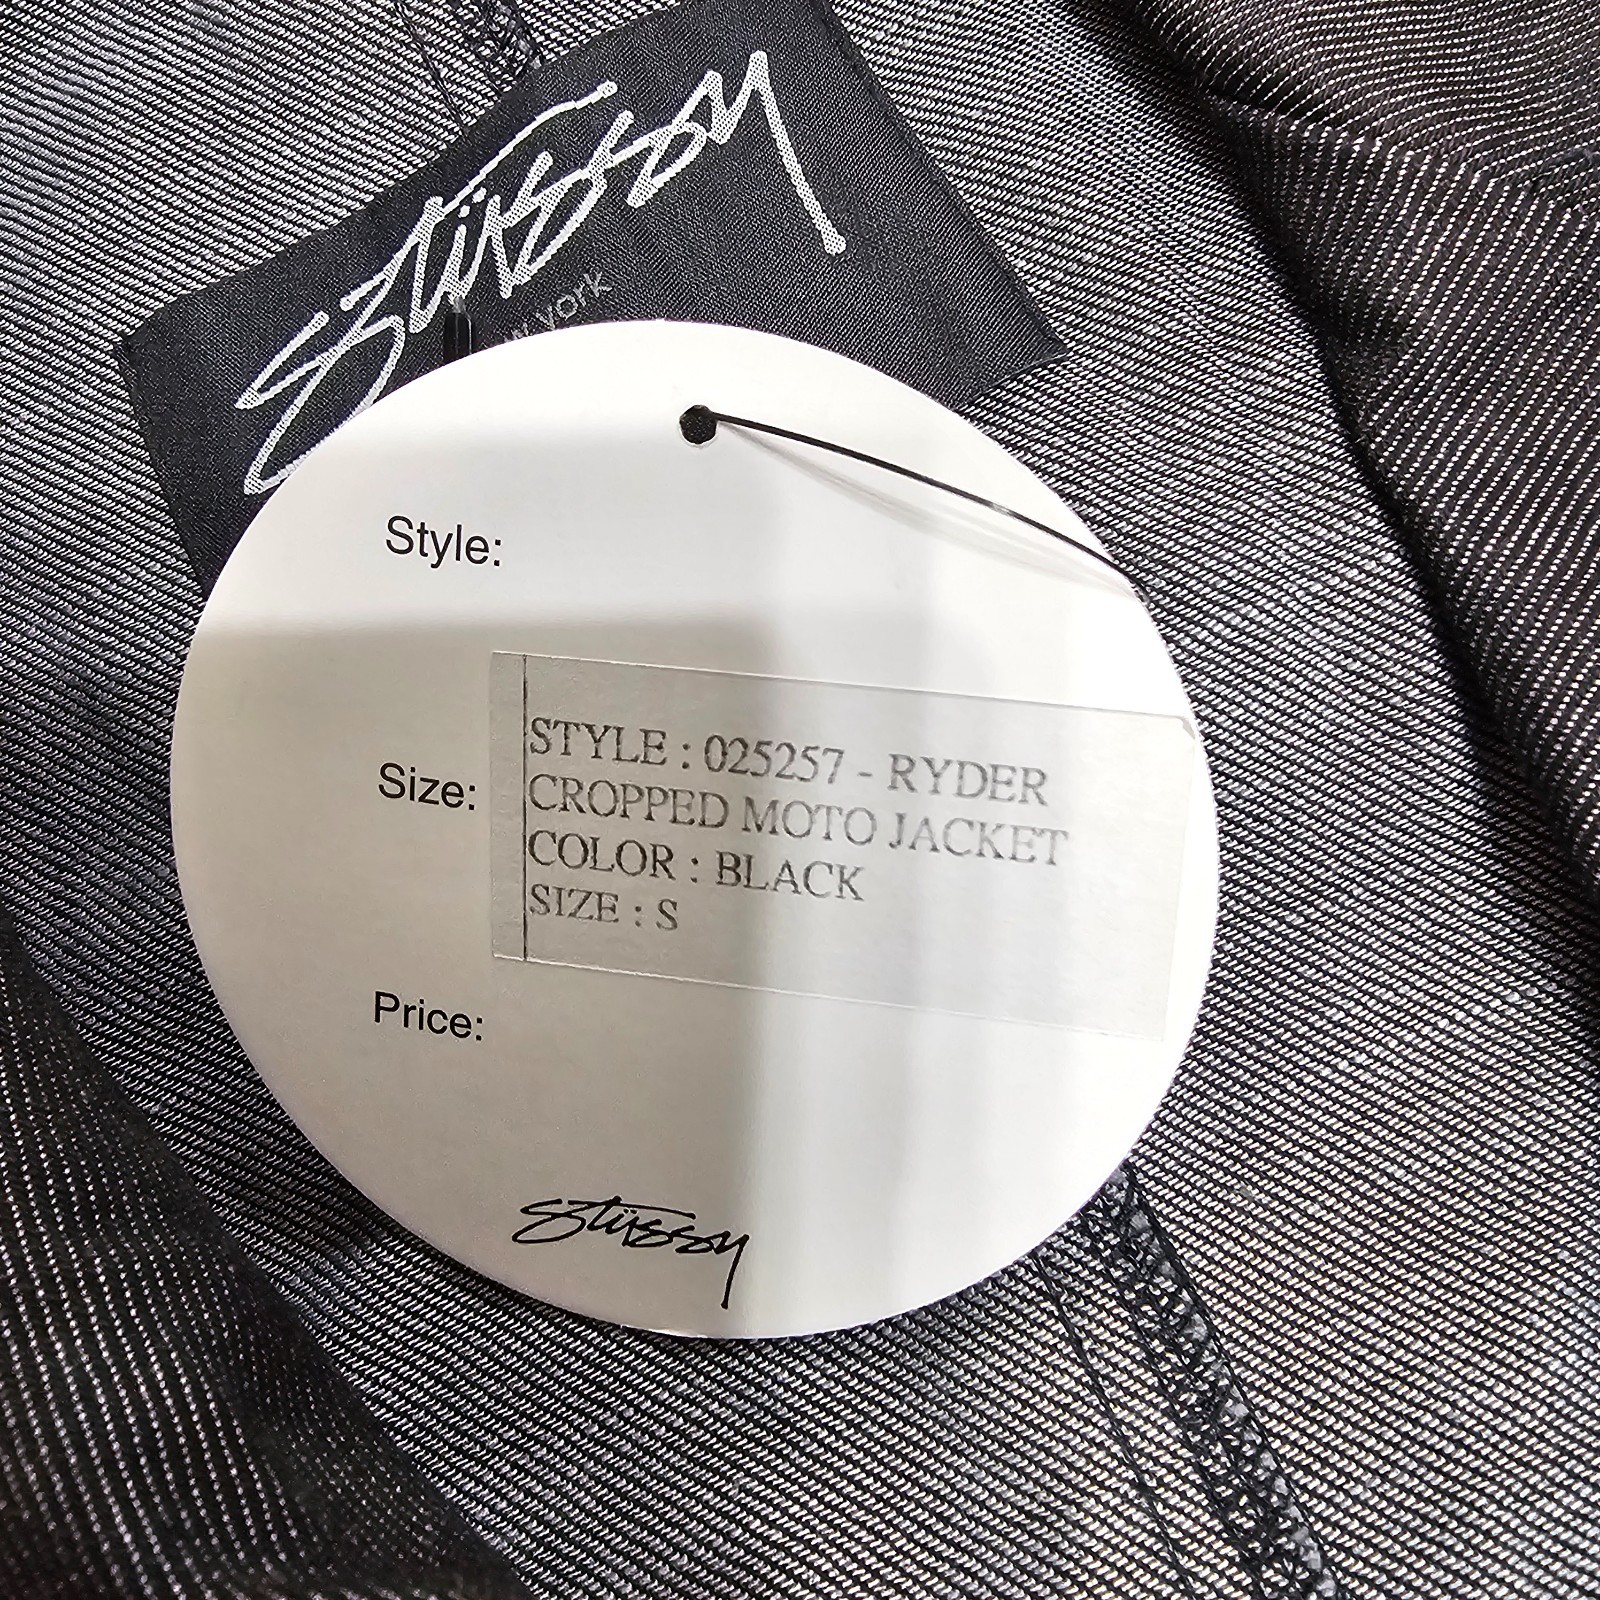 Stüssy
york
Style:
STYLE : 025257 - RYDER
CROPPED MOTO JACKET
COLOR : BLACK
SIZE : S
Size:
Price:
Stüssy